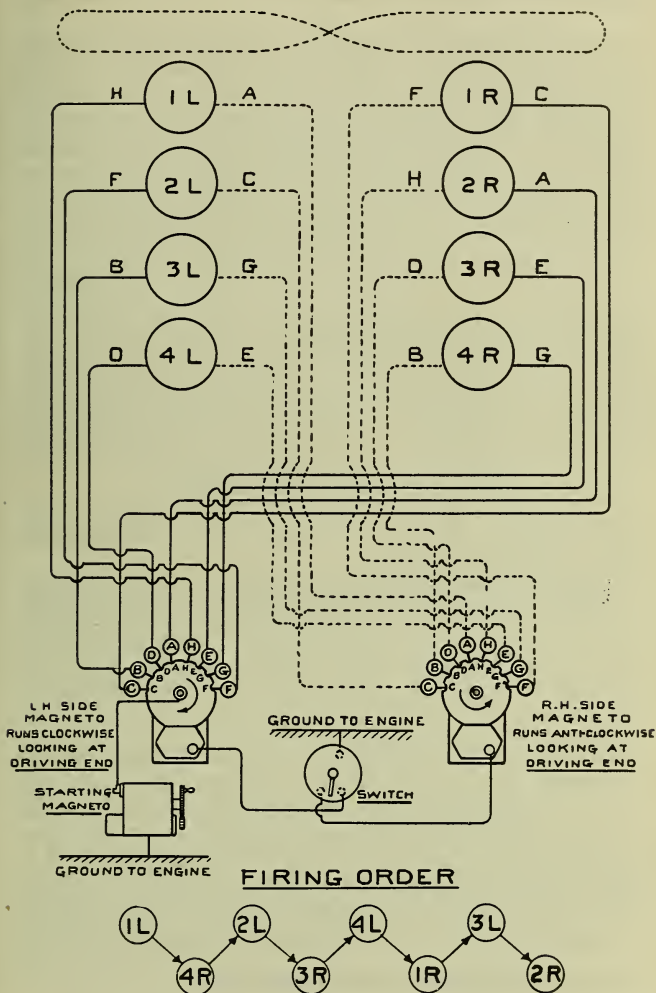 H 1L A F 1R C
F 2L C H 2R A
B 3L G D 3R E
D 4L E B 4R G
C B D A H E G F
C B D A H E G F
C B D A H E G F
C B D A H E G F
L H SIDE
MAGNETO
RUNS CLOCKWISE
LOOKING AT
DRIVING END
GROUND TO ENGINE
SWITCH
R.H. SIDE
MAGNETO
RUNS ANTI-CLOCKWISE
LOOKING AT
DRIVING END
STARTING
MAGNETO
GROUND TO ENGINE
FIRING ORDER
1L 2L 4L 3L
4R 3R 1R 2R